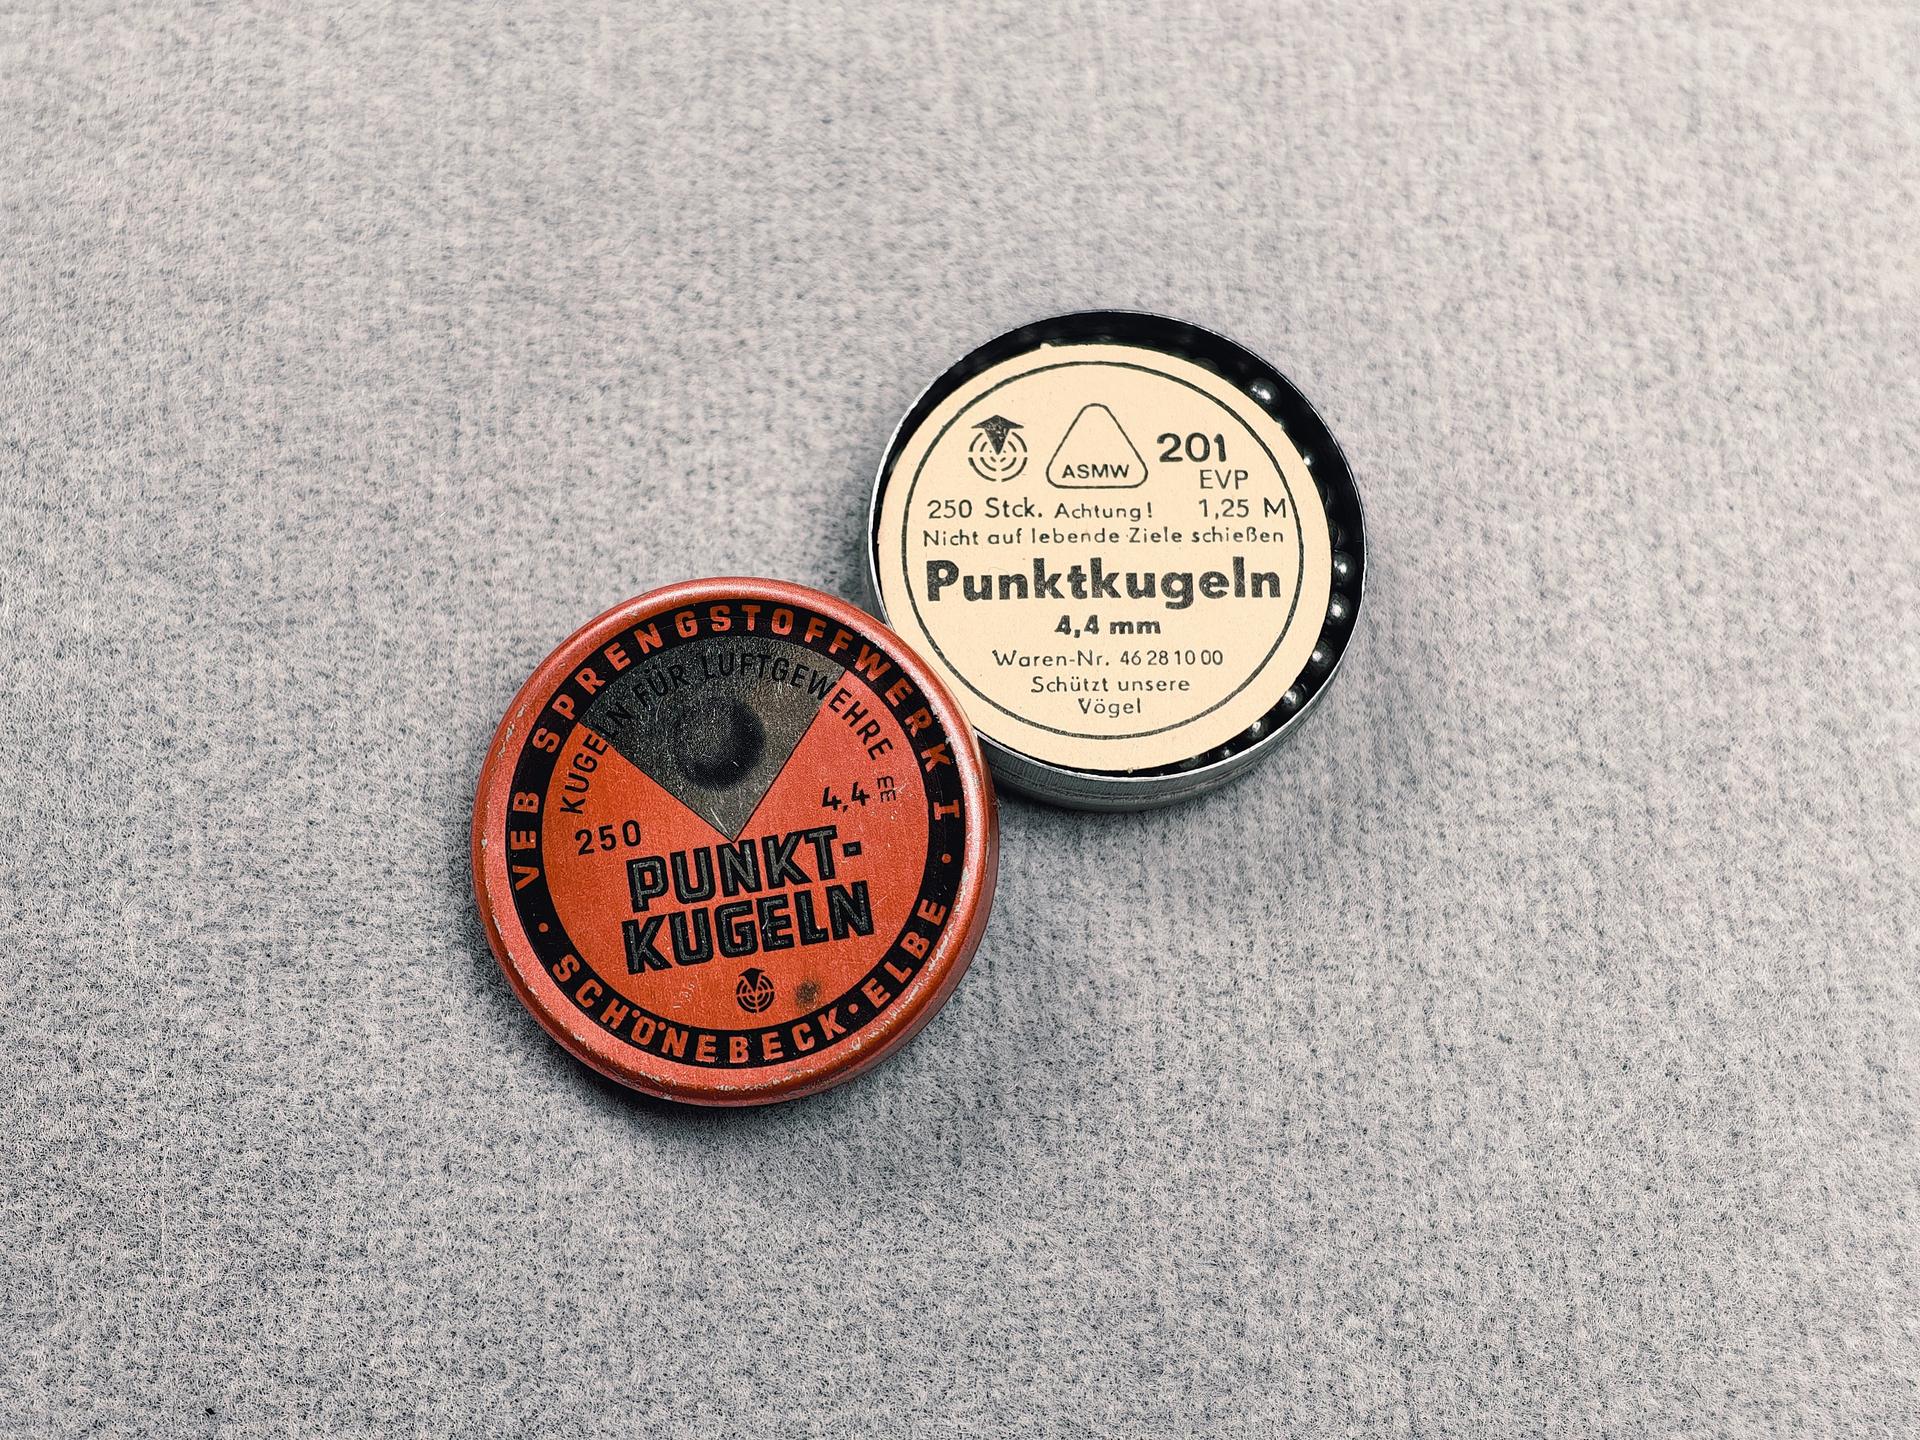 VEB SPRENGSTOFFWERK I
KUGELN FÜR LUFTGEWEHRE
4,4 mm
250
PUNKT-
KUGELN
· SCHÖNEBECK · ELBE ·
ASMW
201
EVP
250 Stck. Achtung! 1,25 M
Nicht auf lebende Ziele schießen
Punktkugeln
4,4 mm
Waren-Nr. 46 28 10 00
Schützt unsere
Vögel